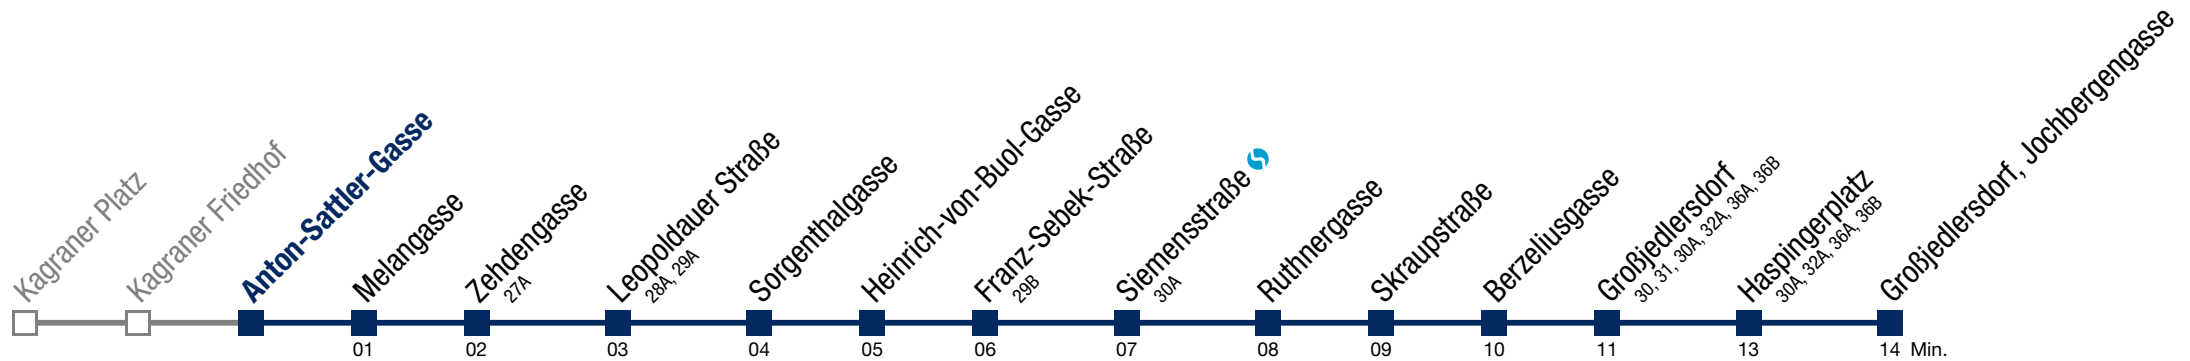 Kagraner Platz
Kagraner Friedhof
Anton-Sattler-Gasse
Melangasse
Zehdengasse
27A
Leopoldauer Straße
28A, 29A
Sorgenthalgasse
Heinrich-von-Buol-Gasse
Franz-Sebek-Straße
29B
Siemensstraße
30A
Ruthnergasse
Skraupstraße
Berzeliusgasse
Großjedlersdorf
30, 31, 30A, 32A, 36A, 36B
Haspingerplatz
30A, 32A, 36A, 36B
Großjedlersdorf, Jochbergengasse
01 02 03 04 05 06 07 08 09 10 11 13 14 Min.